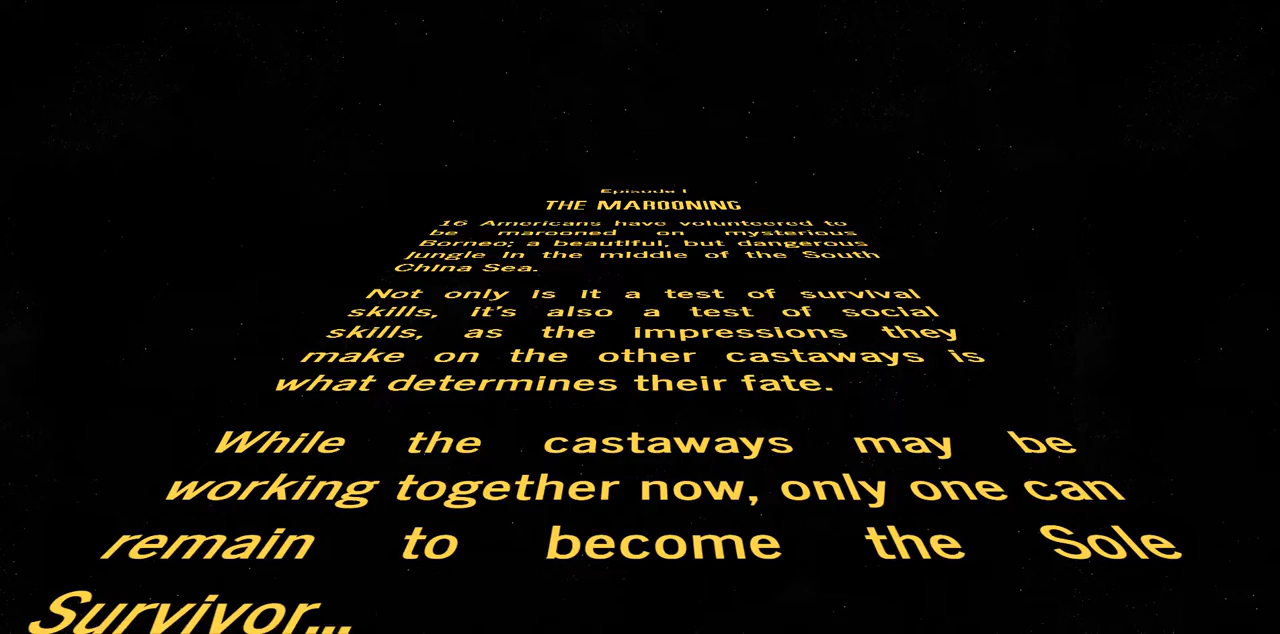 Episode I
THE MAROONING
16 Americans have volunteered to
be marooned on mysterious
Borneo; a beautiful, but dangerous
jungle in the middle of the South
China Sea.
Not only is it a test of survival
skills, it's also a test of social
skills, as the impressions they
make on the other castaways is
what determines their fate.
While the castaways may be
working together now, only one can
remain to become the Sole
Survivor...